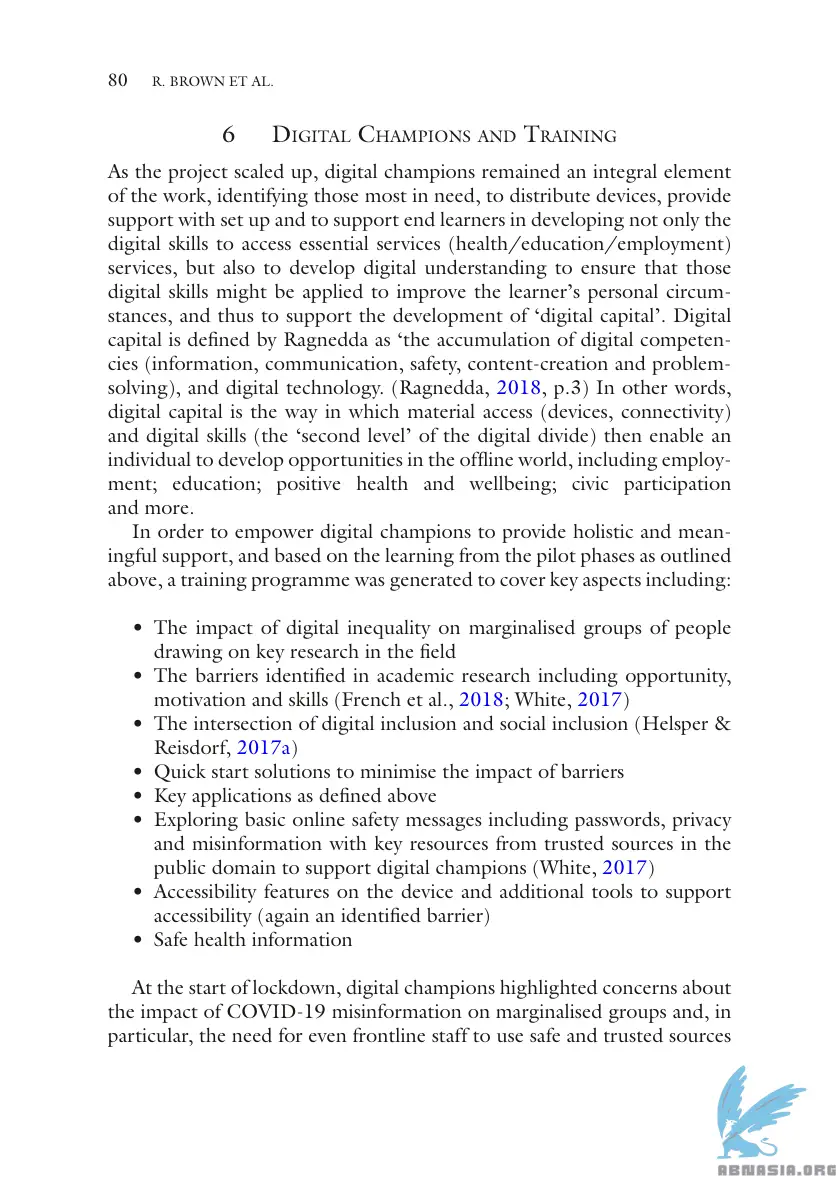 80 R. BROWN ET AL.
6 DIGITAL CHAMPIONS AND TRAINING
As the project scaled up, digital champions remained an integral element
of the work, identifying those most in need, to distribute devices, provide
support with set up and to support end learners in developing not only the
digital skills to access essential services (health/education/employment)
services, but also to develop digital understanding to ensure that those
digital skills might be applied to improve the learner’s personal circum-
stances, and thus to support the development of ‘digital capital’. Digital
capital is defined by Ragnedda as ‘the accumulation of digital competen-
cies (information, communication, safety, content-creation and problem-
solving), and digital technology. (Ragnedda, 2018, p.3) In other words,
digital capital is the way in which material access (devices, connectivity)
and digital skills (the ‘second level’ of the digital divide) then enable an
individual to develop opportunities in the offline world, including employ-
ment; education; positive health and wellbeing; civic participation
and more.
In order to empower digital champions to provide holistic and mean-
ingful support, and based on the learning from the pilot phases as outlined
above, a training programme was generated to cover key aspects including:
• The impact of digital inequality on marginalised groups of people
drawing on key research in the field
• The barriers identified in academic research including opportunity,
motivation and skills (French et al., 2018; White, 2017)
• The intersection of digital inclusion and social inclusion (Helsper &
Reisdorf, 2017a)
• Quick start solutions to minimise the impact of barriers
• Key applications as defined above
• Exploring basic online safety messages including passwords, privacy
and misinformation with key resources from trusted sources in the
public domain to support digital champions (White, 2017)
• Accessibility features on the device and additional tools to support
accessibility (again an identified barrier)
• Safe health information
At the start of lockdown, digital champions highlighted concerns about
the impact of COVID-19 misinformation on marginalised groups and, in
particular, the need for even frontline staff to use safe and trusted sources
ABNASIA.ORG